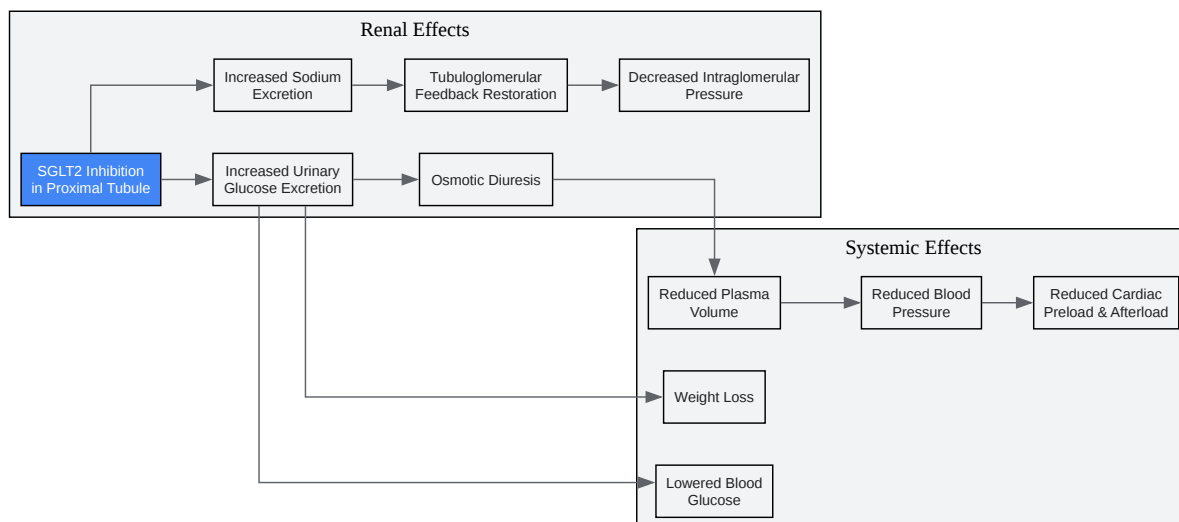 Renal Effects
Increased Sodium
Excretion
Tubuloglomerular
Feedback Restoration
Decreased Intraglomerular
Pressure
SGLT2 Inhibition
in Proximal Tubule
Increased Urinary
Glucose Excretion
Osmotic Diuresis
Systemic Effects
Reduced Plasma
Volume
Reduced Blood
Pressure
Reduced Cardiac
Preload & Afterload
Weight Loss
Lowered Blood
Glucose